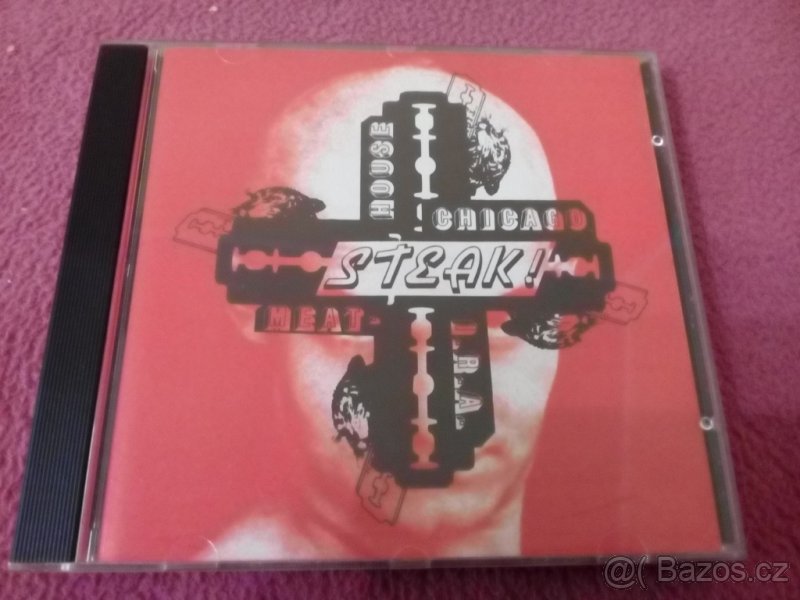 HOUSE
CHICAGO
STEAK!
MEAT
I.R.A.
@( Bazos.cz